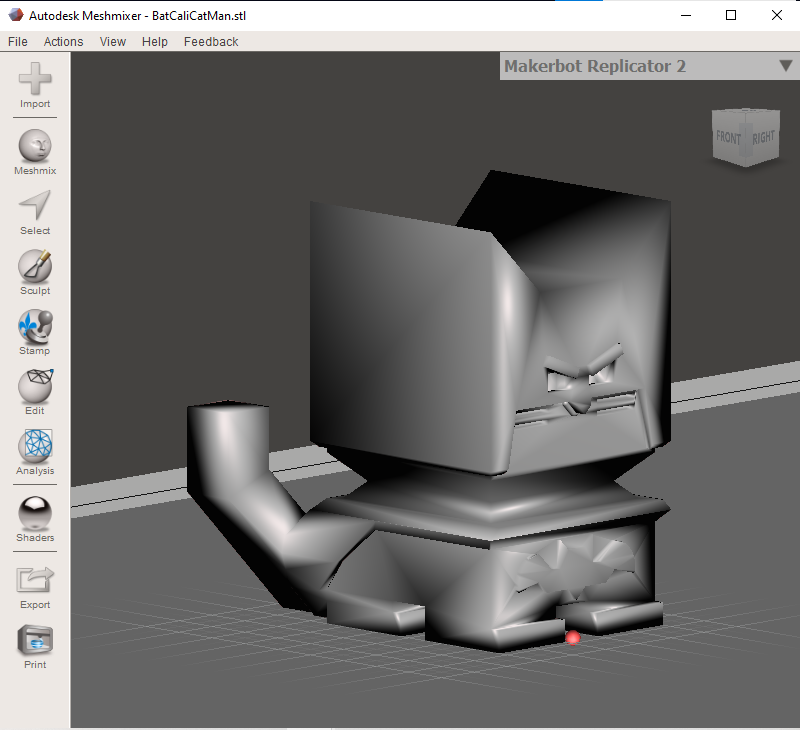 Autodesk Meshmixer - BatCaliCatMan.stl
File Actions View Help Feedback
Makerbot Replicator 2
Import
Meshmix
Select
Sculpt
Stamp
Edit
Analysis
Shaders
Export
Print
FRONT RIGHT